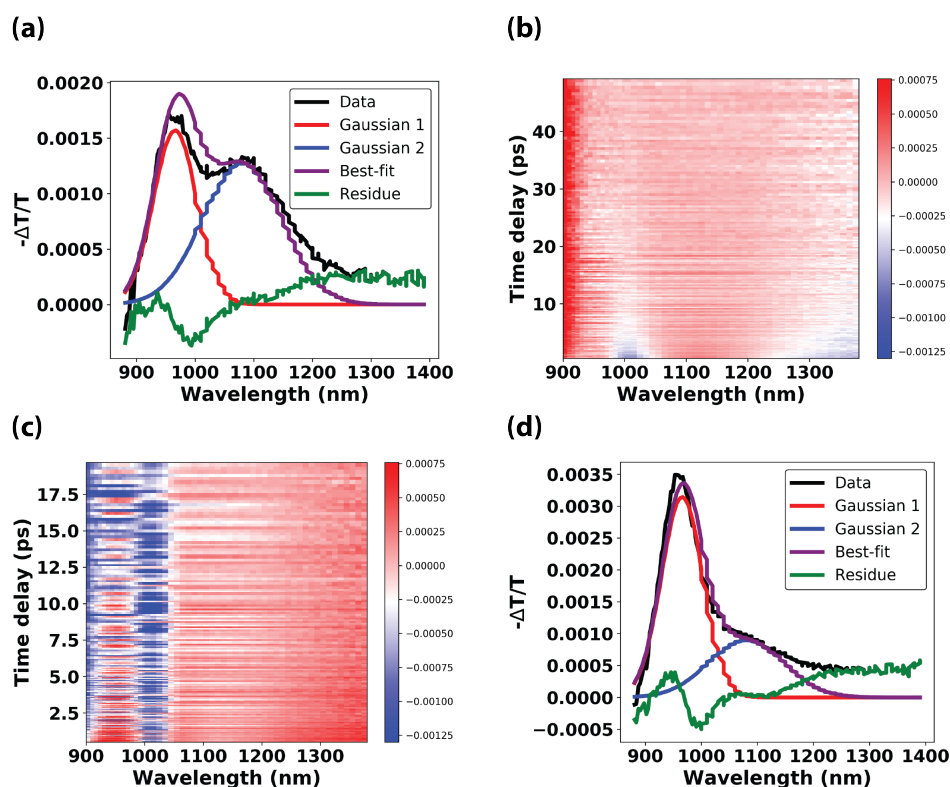 (a)
-ΔT/T
0.0020
0.0015
0.0010
0.0005
0.0000
900 1000 1100 1200 1300 1400
Wavelength (nm)
Data
Gaussian 1
Gaussian 2
Best-fit
Residue
(b)
Time delay (ps)
40
30
20
10
900 1000 1100 1200 1300
Wavelength (nm)
0.00075
0.00050
0.00025
0.00000
−0.00025
−0.00050
−0.00075
−0.00100
−0.00125
(c)
Time delay (ps)
17.5
15.0
12.5
10.0
7.5
5.0
2.5
900 1000 1100 1200 1300
Wavelength (nm)
0.00075
0.00050
0.00025
0.00000
−0.00025
−0.00050
−0.00075
−0.00100
−0.00125
(d)
-ΔT/T
0.0035
0.0030
0.0025
0.0020
0.0015
0.0010
0.0005
0.0000
−0.0005
900 1000 1100 1200 1300 1400
Wavelength (nm)
Data
Gaussian 1
Gaussian 2
Best-fit
Residue